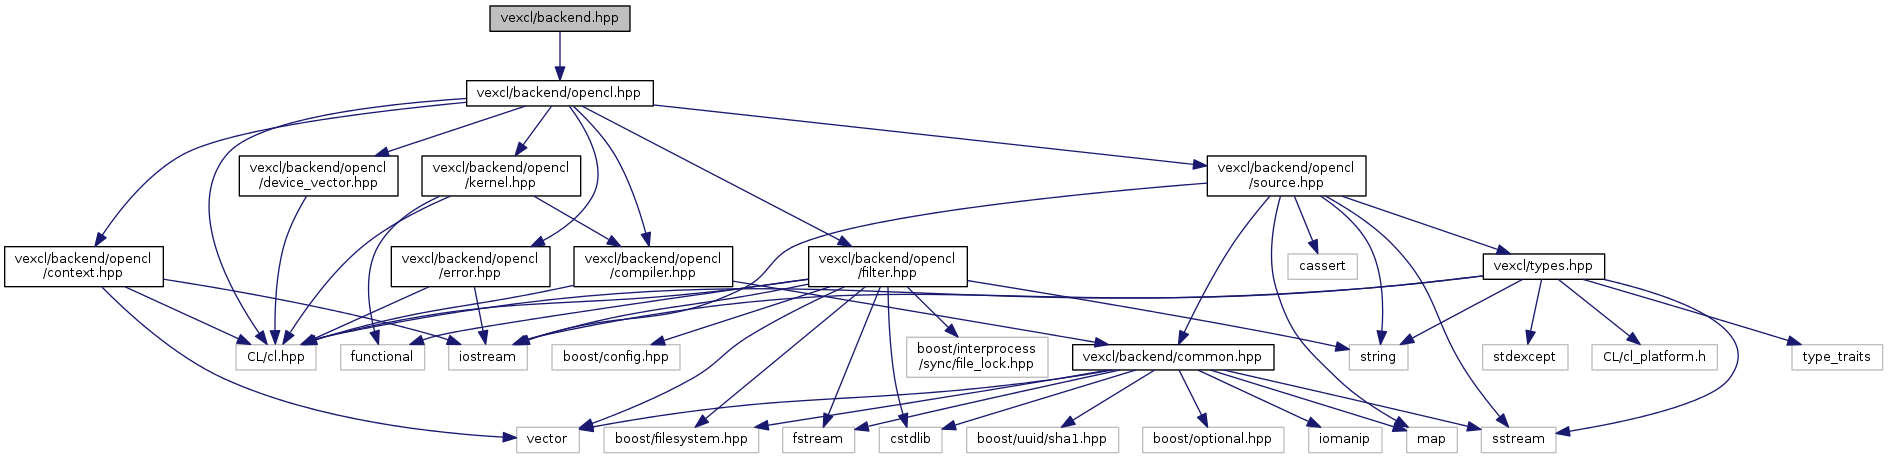 vexcl/backend.hpp
vexcl/backend/opencl.hpp
vexcl/backend/opencl
/device_vector.hpp
vexcl/backend/opencl
/kernel.hpp
vexcl/backend/opencl
/source.hpp
vexcl/backend/opencl
/context.hpp
vexcl/backend/opencl
/error.hpp
vexcl/backend/opencl
/compiler.hpp
vexcl/backend/opencl
/filter.hpp
cassert
vexcl/types.hpp
CL/cl.hpp
functional
iostream
boost/config.hpp
boost/interprocess
/sync/file_lock.hpp
vexcl/backend/common.hpp
string
stdexcept
CL/cl_platform.h
type_traits
vector
boost/filesystem.hpp
fstream
cstdlib
boost/uuid/sha1.hpp
boost/optional.hpp
iomanip
map
sstream